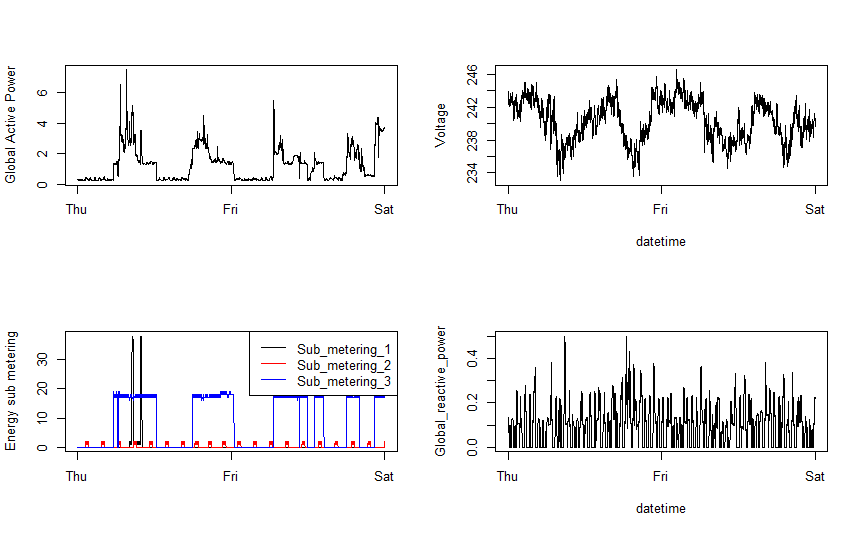 Global Active Power
0 2 4 6
Thu Fri Sat
Voltage
234 238 242 246
Thu Fri Sat
datetime
Energy sub metering
0 10 20 30
Sub_metering_1
Sub_metering_2
Sub_metering_3
Thu Fri Sat
Global_reactive_power
0.0 0.2 0.4
Thu Fri Sat
datetime